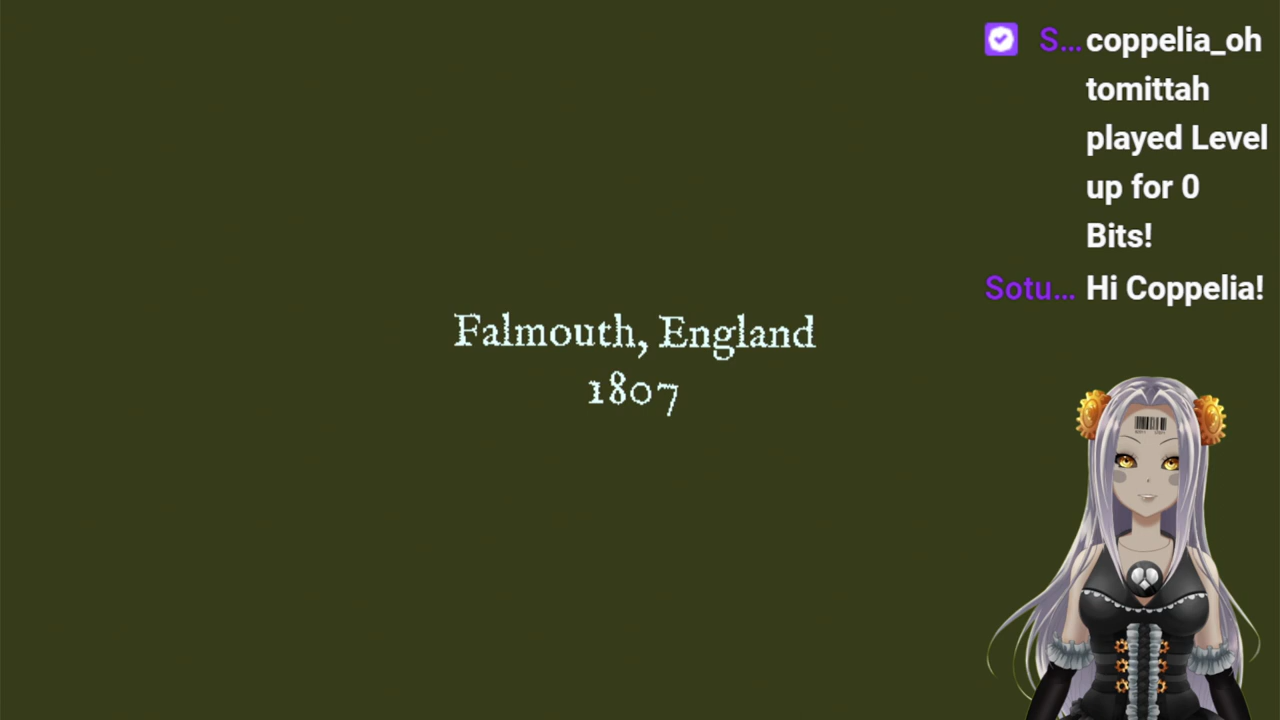 Falmouth, England
1807
S... coppelia_oh
tomittah
played Level
up for 0
Bits!
Sotu... Hi Coppelia!